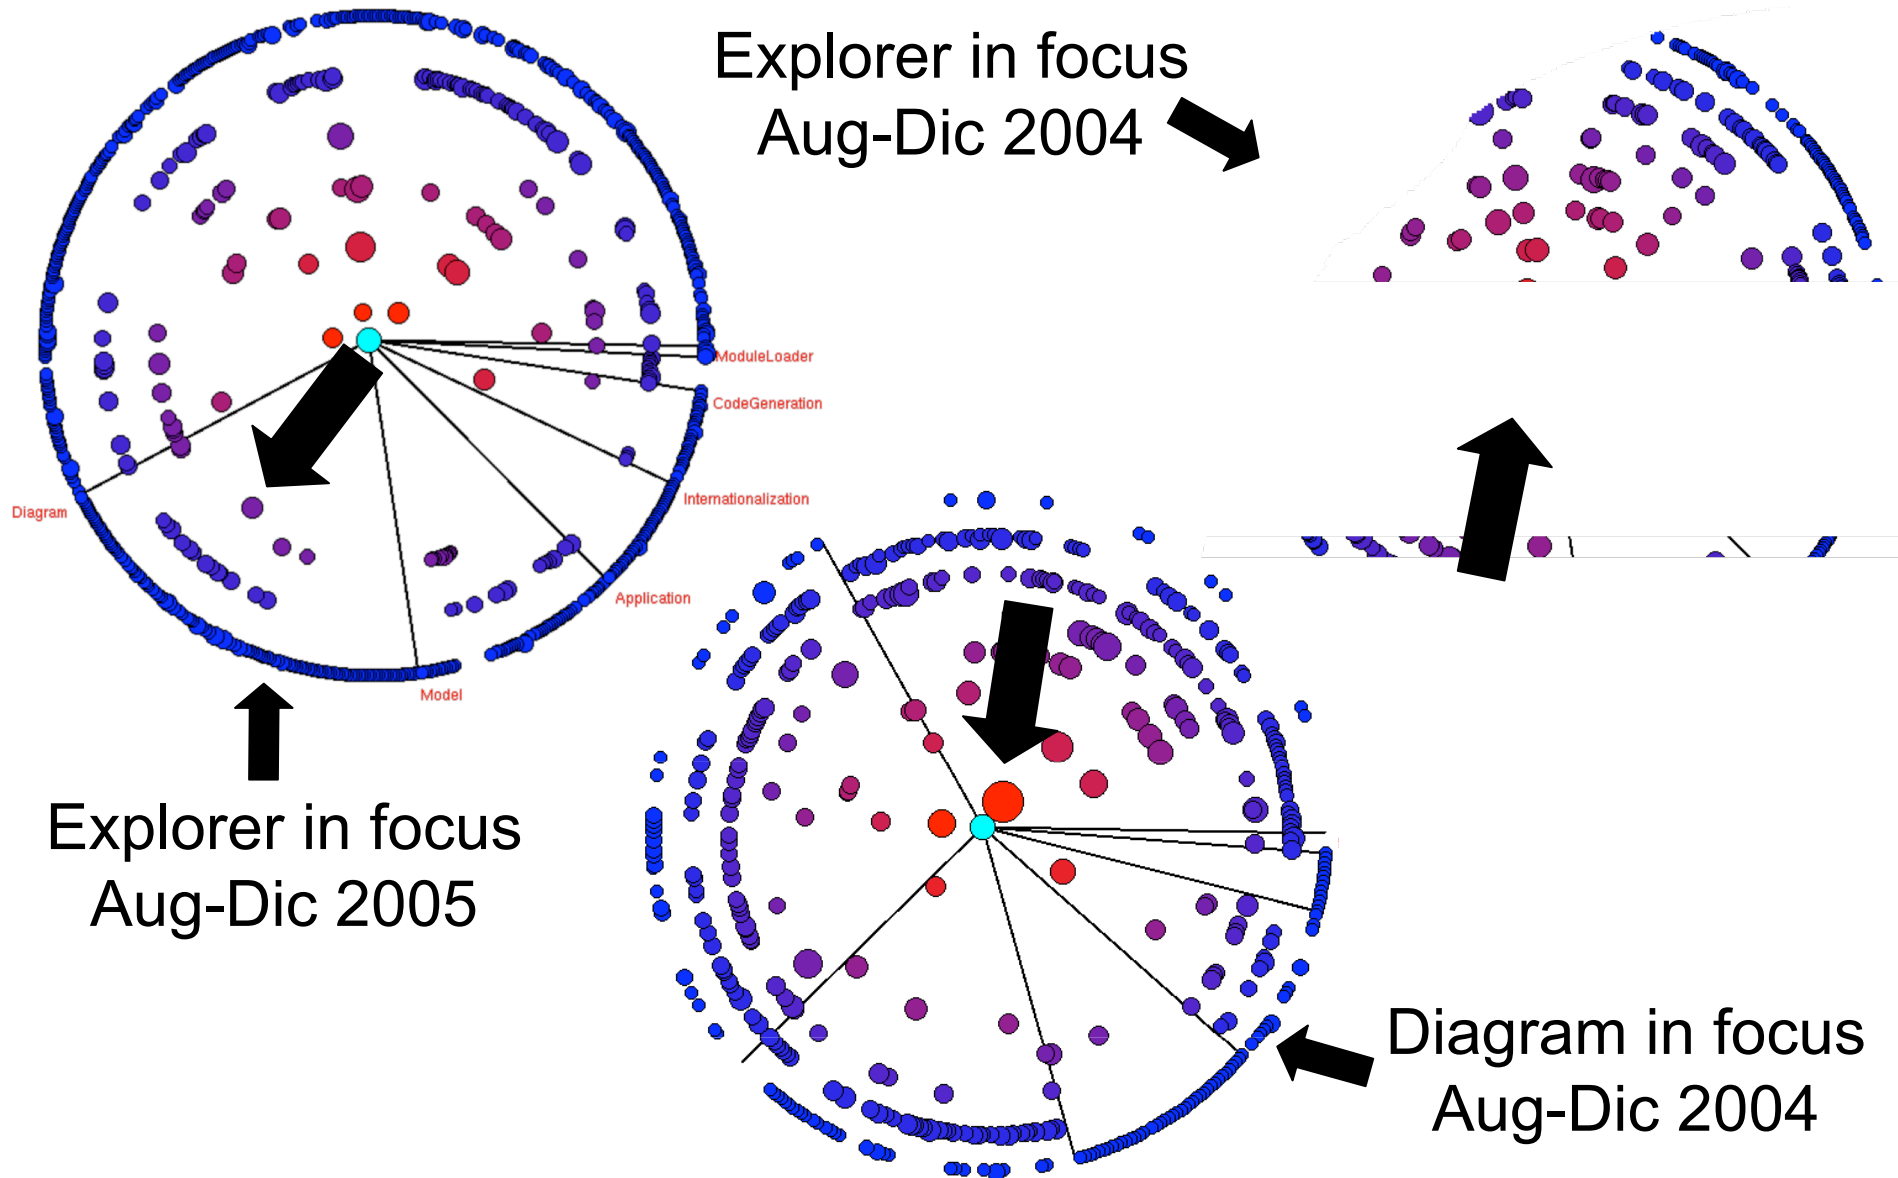 Explorer in focus
Aug-Dic 2004
ModuleLoader
CodeGeneration
Internationalization
Diagram
Application
Model
Explorer in focus
Aug-Dic 2005
Diagram in focus
Aug-Dic 2004